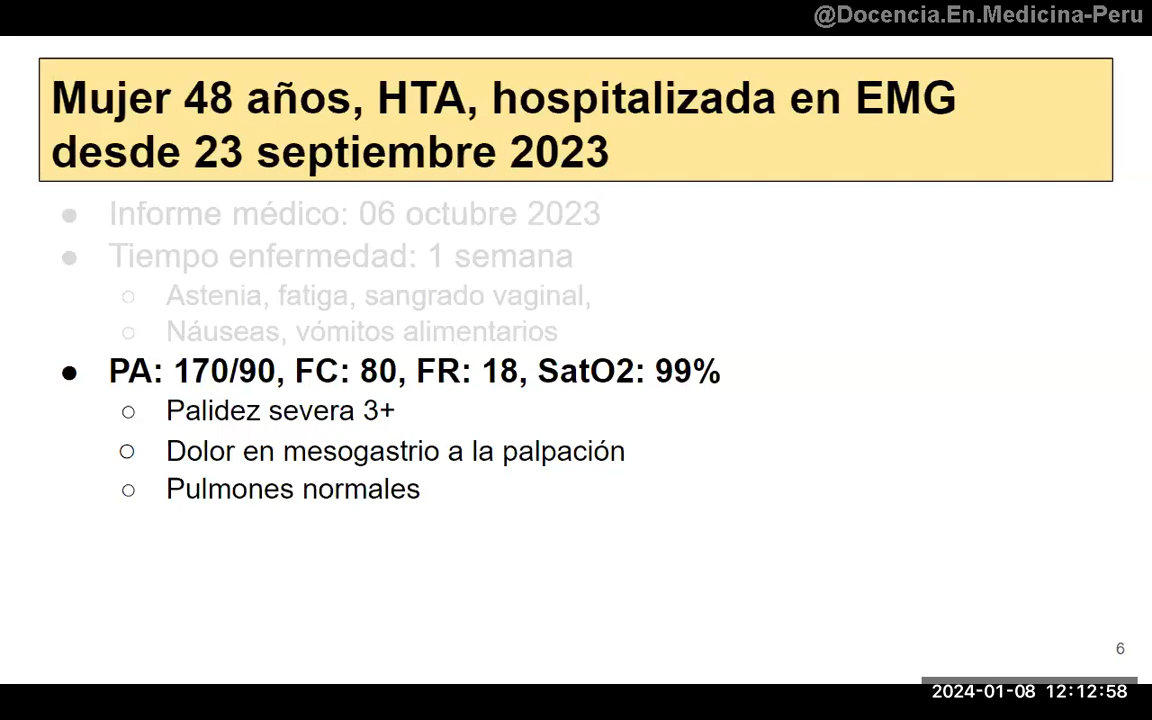 @Docencia.En.Medicina-Peru
Mujer 48 años, HTA, hospitalizada en EMG
desde 23 septiembre 2023
● Informe médico: 06 octubre 2023
● Tiempo enfermedad: 1 semana
○ Astenia, fatiga, sangrado vaginal,
○ Náuseas, vómitos alimentarios
● PA: 170/90, FC: 80, FR: 18, SatO2: 99%
○ Palidez severa 3+
○ Dolor en mesogastrio a la palpación
○ Pulmones normales
6
2024-01-08 12:12:58